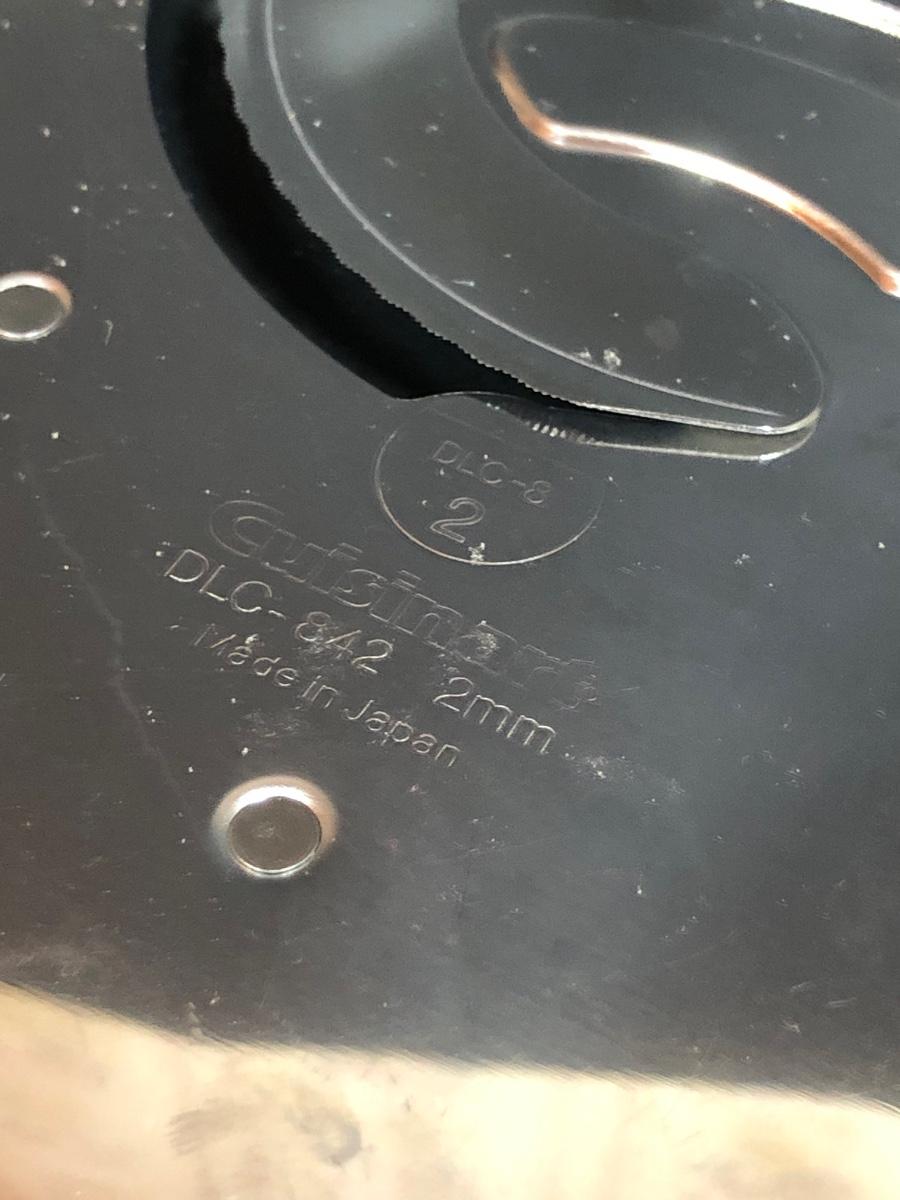 DLC-8
2
Cuisinart
DLC-842 2mm
Made in Japan